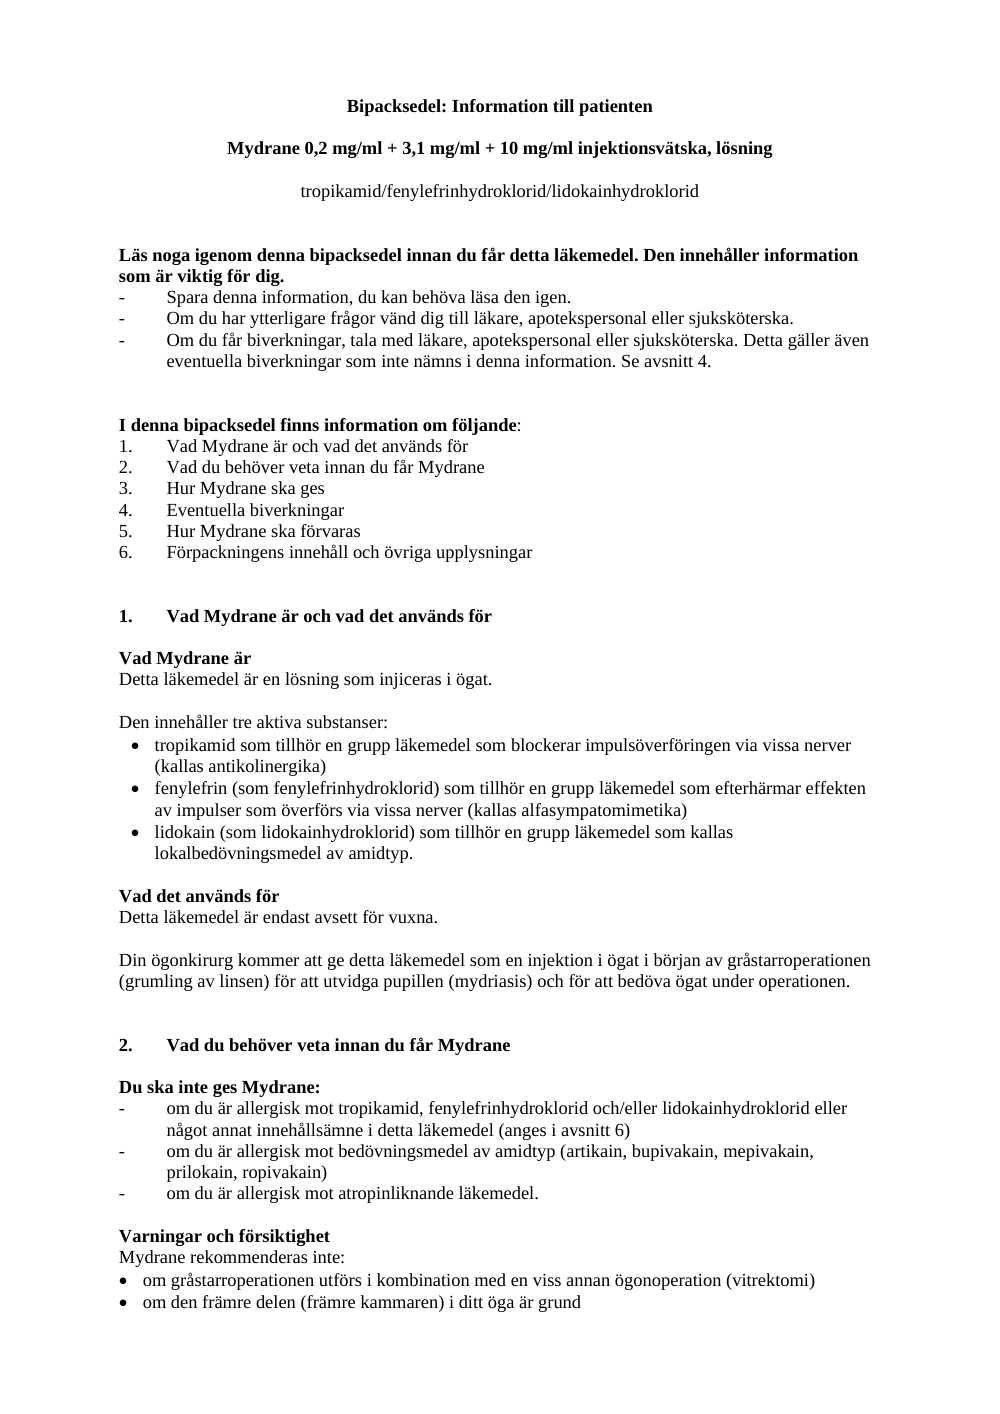 Bipacksedel: Information till patienten
Mydrane 0,2 mg/ml + 3,1 mg/ml + 10 mg/ml injektionsvätska, lösning
tropikamid/fenylefrinhydroklorid/lidokainhydroklorid
Läs noga igenom denna bipacksedel innan du får detta läkemedel. Den innehåller information
som är viktig för dig.
- Spara denna information, du kan behöva läsa den igen.
- Om du har ytterligare frågor vänd dig till läkare, apotekspersonal eller sjuksköterska.
- Om du får biverkningar, tala med läkare, apotekspersonal eller sjuksköterska. Detta gäller även
eventuella biverkningar som inte nämns i denna information. Se avsnitt 4.
I denna bipacksedel finns information om följande:
1. Vad Mydrane är och vad det används för
2. Vad du behöver veta innan du får Mydrane
3. Hur Mydrane ska ges
4. Eventuella biverkningar
5. Hur Mydrane ska förvaras
6. Förpackningens innehåll och övriga upplysningar
1. Vad Mydrane är och vad det används för
Vad Mydrane är
Detta läkemedel är en lösning som injiceras i ögat.
Den innehåller tre aktiva substanser:
• tropikamid som tillhör en grupp läkemedel som blockerar impulsöverföringen via vissa nerver
(kallas antikolinergika)
• fenylefrin (som fenylefrinhydroklorid) som tillhör en grupp läkemedel som efterhärmar effekten
av impulser som överförs via vissa nerver (kallas alfasympatomimetika)
• lidokain (som lidokainhydroklorid) som tillhör en grupp läkemedel som kallas
lokalbedövningsmedel av amidtyp.
Vad det används för
Detta läkemedel är endast avsett för vuxna.
Din ögonkirurg kommer att ge detta läkemedel som en injektion i ögat i början av gråstarroperationen
(grumling av linsen) för att utvidga pupillen (mydriasis) och för att bedöva ögat under operationen.
2. Vad du behöver veta innan du får Mydrane
Du ska inte ges Mydrane:
- om du är allergisk mot tropikamid, fenylefrinhydroklorid och/eller lidokainhydroklorid eller
något annat innehållsämne i detta läkemedel (anges i avsnitt 6)
- om du är allergisk mot bedövningsmedel av amidtyp (artikain, bupivakain, mepivakain,
prilokain, ropivakain)
- om du är allergisk mot atropinliknande läkemedel.
Varningar och försiktighet
Mydrane rekommenderas inte:
• om gråstarroperationen utförs i kombination med en viss annan ögonoperation (vitrektomi)
• om den främre delen (främre kammaren) i ditt öga är grund